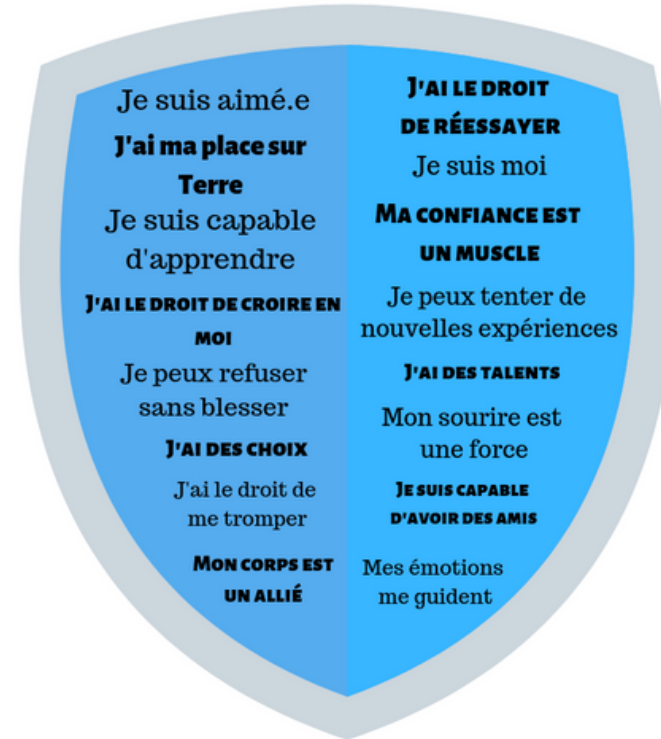 Je suis aimé.e
J'ai ma place sur
Terre
Je suis capable
d'apprendre
J'AI LE DROIT DE CROIRE EN
MOI
Je peux refuser
sans blesser
J'AI DES CHOIX
J'ai le droit de
me tromper
MON CORPS EST
UN ALLIÉ
J'AI LE DROIT
DE RÉESSAYER
Je suis moi
MA CONFIANCE EST
UN MUSCLE
Je peux tenter de
nouvelles expériences
J'AI DES TALENTS
Mon sourire est
une force
JE SUIS CAPABLE
D'AVOIR DES AMIS
Mes émotions
me guident